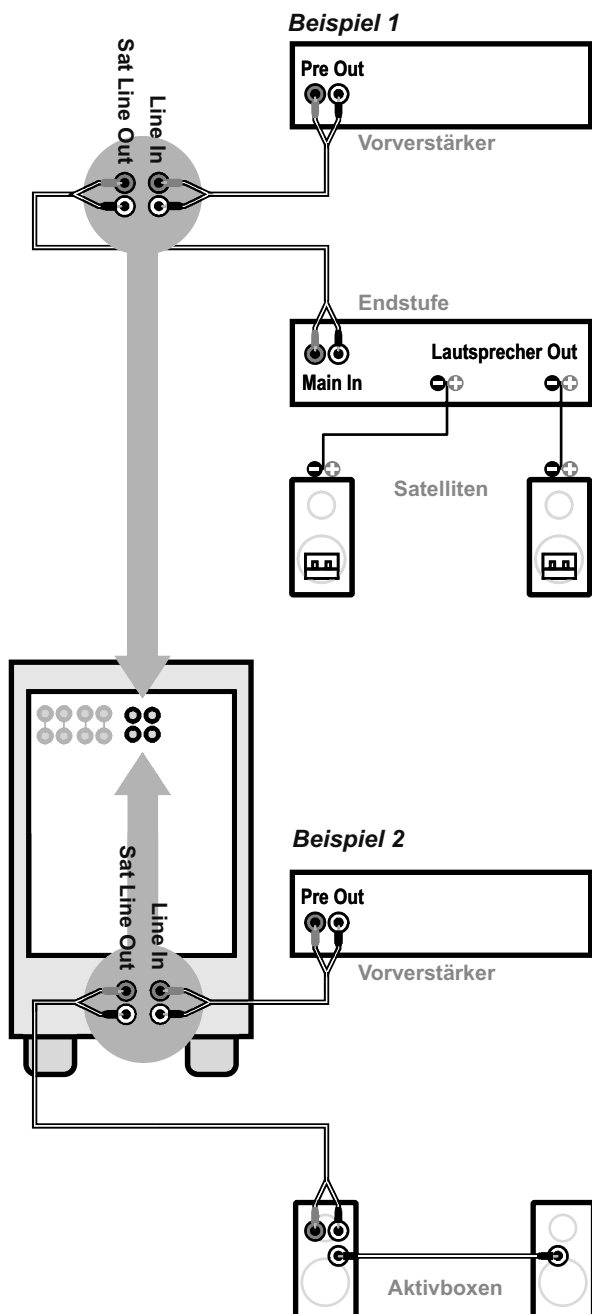 Beispiel 1
Pre Out
Vorverstärker
Sat Line Out
Line In
Endstufe
Lautsprecher Out
Main In
Satelliten
Beispiel 2
Pre Out
Vorverstärker
Sat Line Out
Line In
Aktivboxen